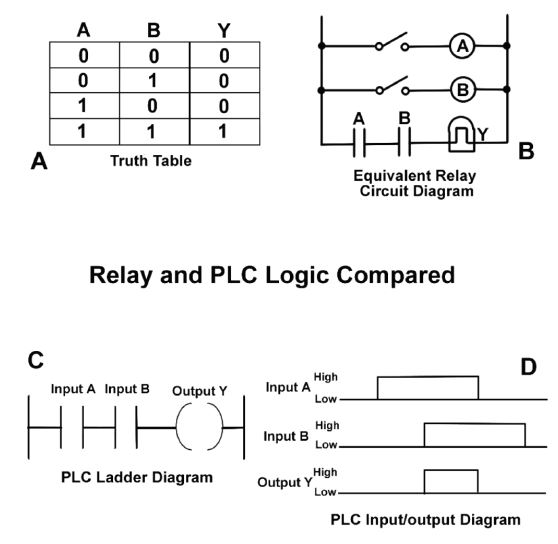 A B Y
0 0 0
0 1 0
1 0 0
1 1 1
A
Truth Table
A
B
A B
Y
B
Equivalent Relay
Circuit Diagram
Relay and PLC Logic Compared
C
Input A Input B Output Y
PLC Ladder Diagram
D
Input A High
Low
Input B High
Low
Output Y High
Low
PLC Input/output Diagram